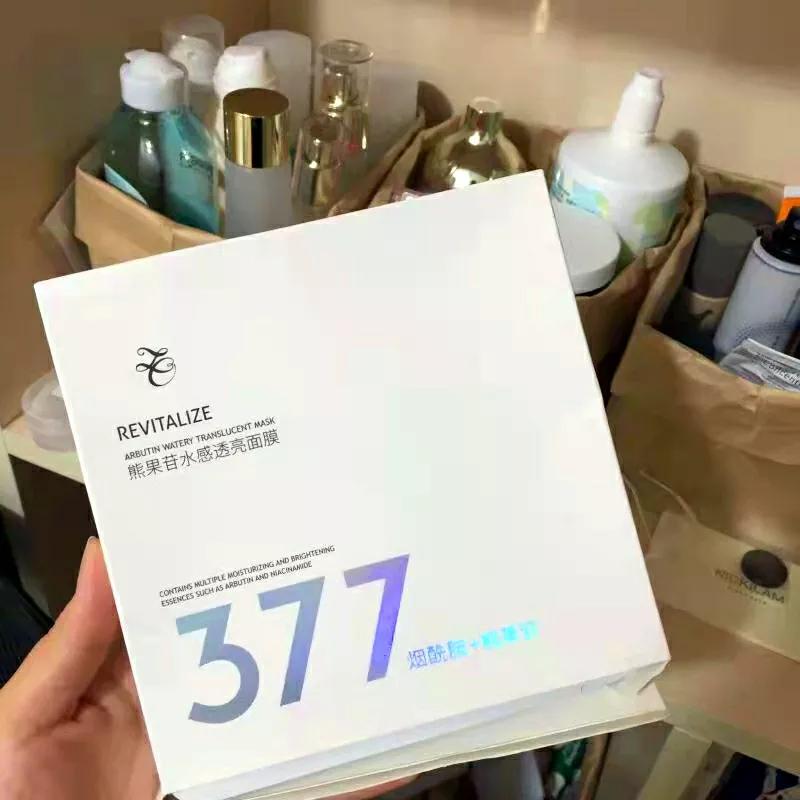 REVITALIZE
ARBUTIN WATERY TRANSLUCENT MASK
熊果苷水感透亮面膜
CONTAINS MULTIPLE MOISTURIZING AND BRIGHTENING
ESSENCES SUCH AS ARBUTIN AND NIACINAMIDE
377
烟酰胺+熊果苷